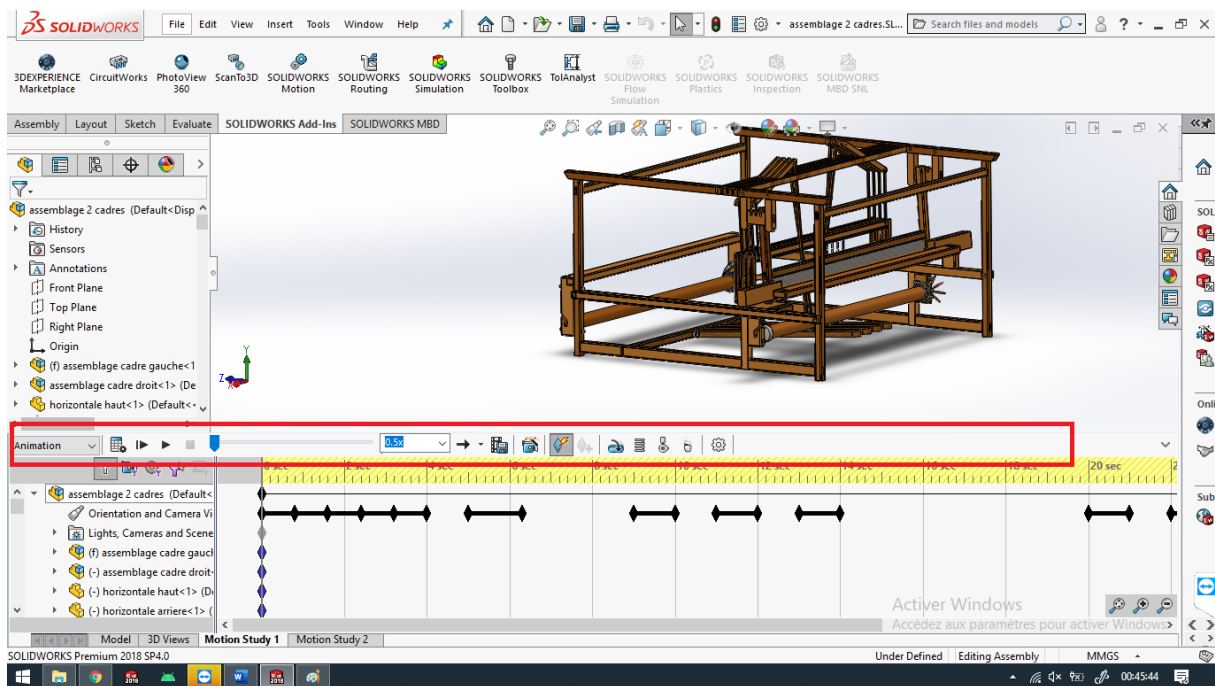 SOLIDWORKS File Edit View Insert Tools Window Help assemblage 2 cadres.SL... Search files and models ?
3DEXPERIENCE Marketplace
CircuitWorks
PhotoView 360
ScanTo3D
SOLIDWORKS Motion
SOLIDWORKS Routing
SOLIDWORKS Simulation
SOLIDWORKS Toolbox
TolAnalyst
SOLIDWORKS Flow Simulation
SOLIDWORKS Plastics
SOLIDWORKS Inspection
SOLIDWORKS MBD SNL
Assembly Layout Sketch Evaluate SOLIDWORKS Add-Ins SOLIDWORKS MBD
assemblage 2 cadres (Default<Disp
History
Sensors
Annotations
Front Plane
Top Plane
Right Plane
Origin
(f) assemblage cadre gauche<1
assemblage cadre droit<1> (De
horizontale haut<1> (Default<
Y
Z
SOL
Onli
Sub
Animation 0.5x
0 sec 2 sec 4 sec 6 sec 8 sec 10 sec 12 sec 14 sec 16 sec 18 sec 20 sec 2
assemblage 2 cadres (Default<
Orientation and Camera Vi
Lights, Cameras and Scene
(f) assemblage cadre gaucl
(-) assemblage cadre droit
(-) horizontale haut<1> (D
(-) horizontale arriere<1> (
Activer Windows
Accédez aux paramètres pour activer Windows
Model 3D Views Motion Study 1 Motion Study 2
SOLIDWORKS Premium 2018 SP4.0 Under Defined Editing Assembly MMGS
00:45:44